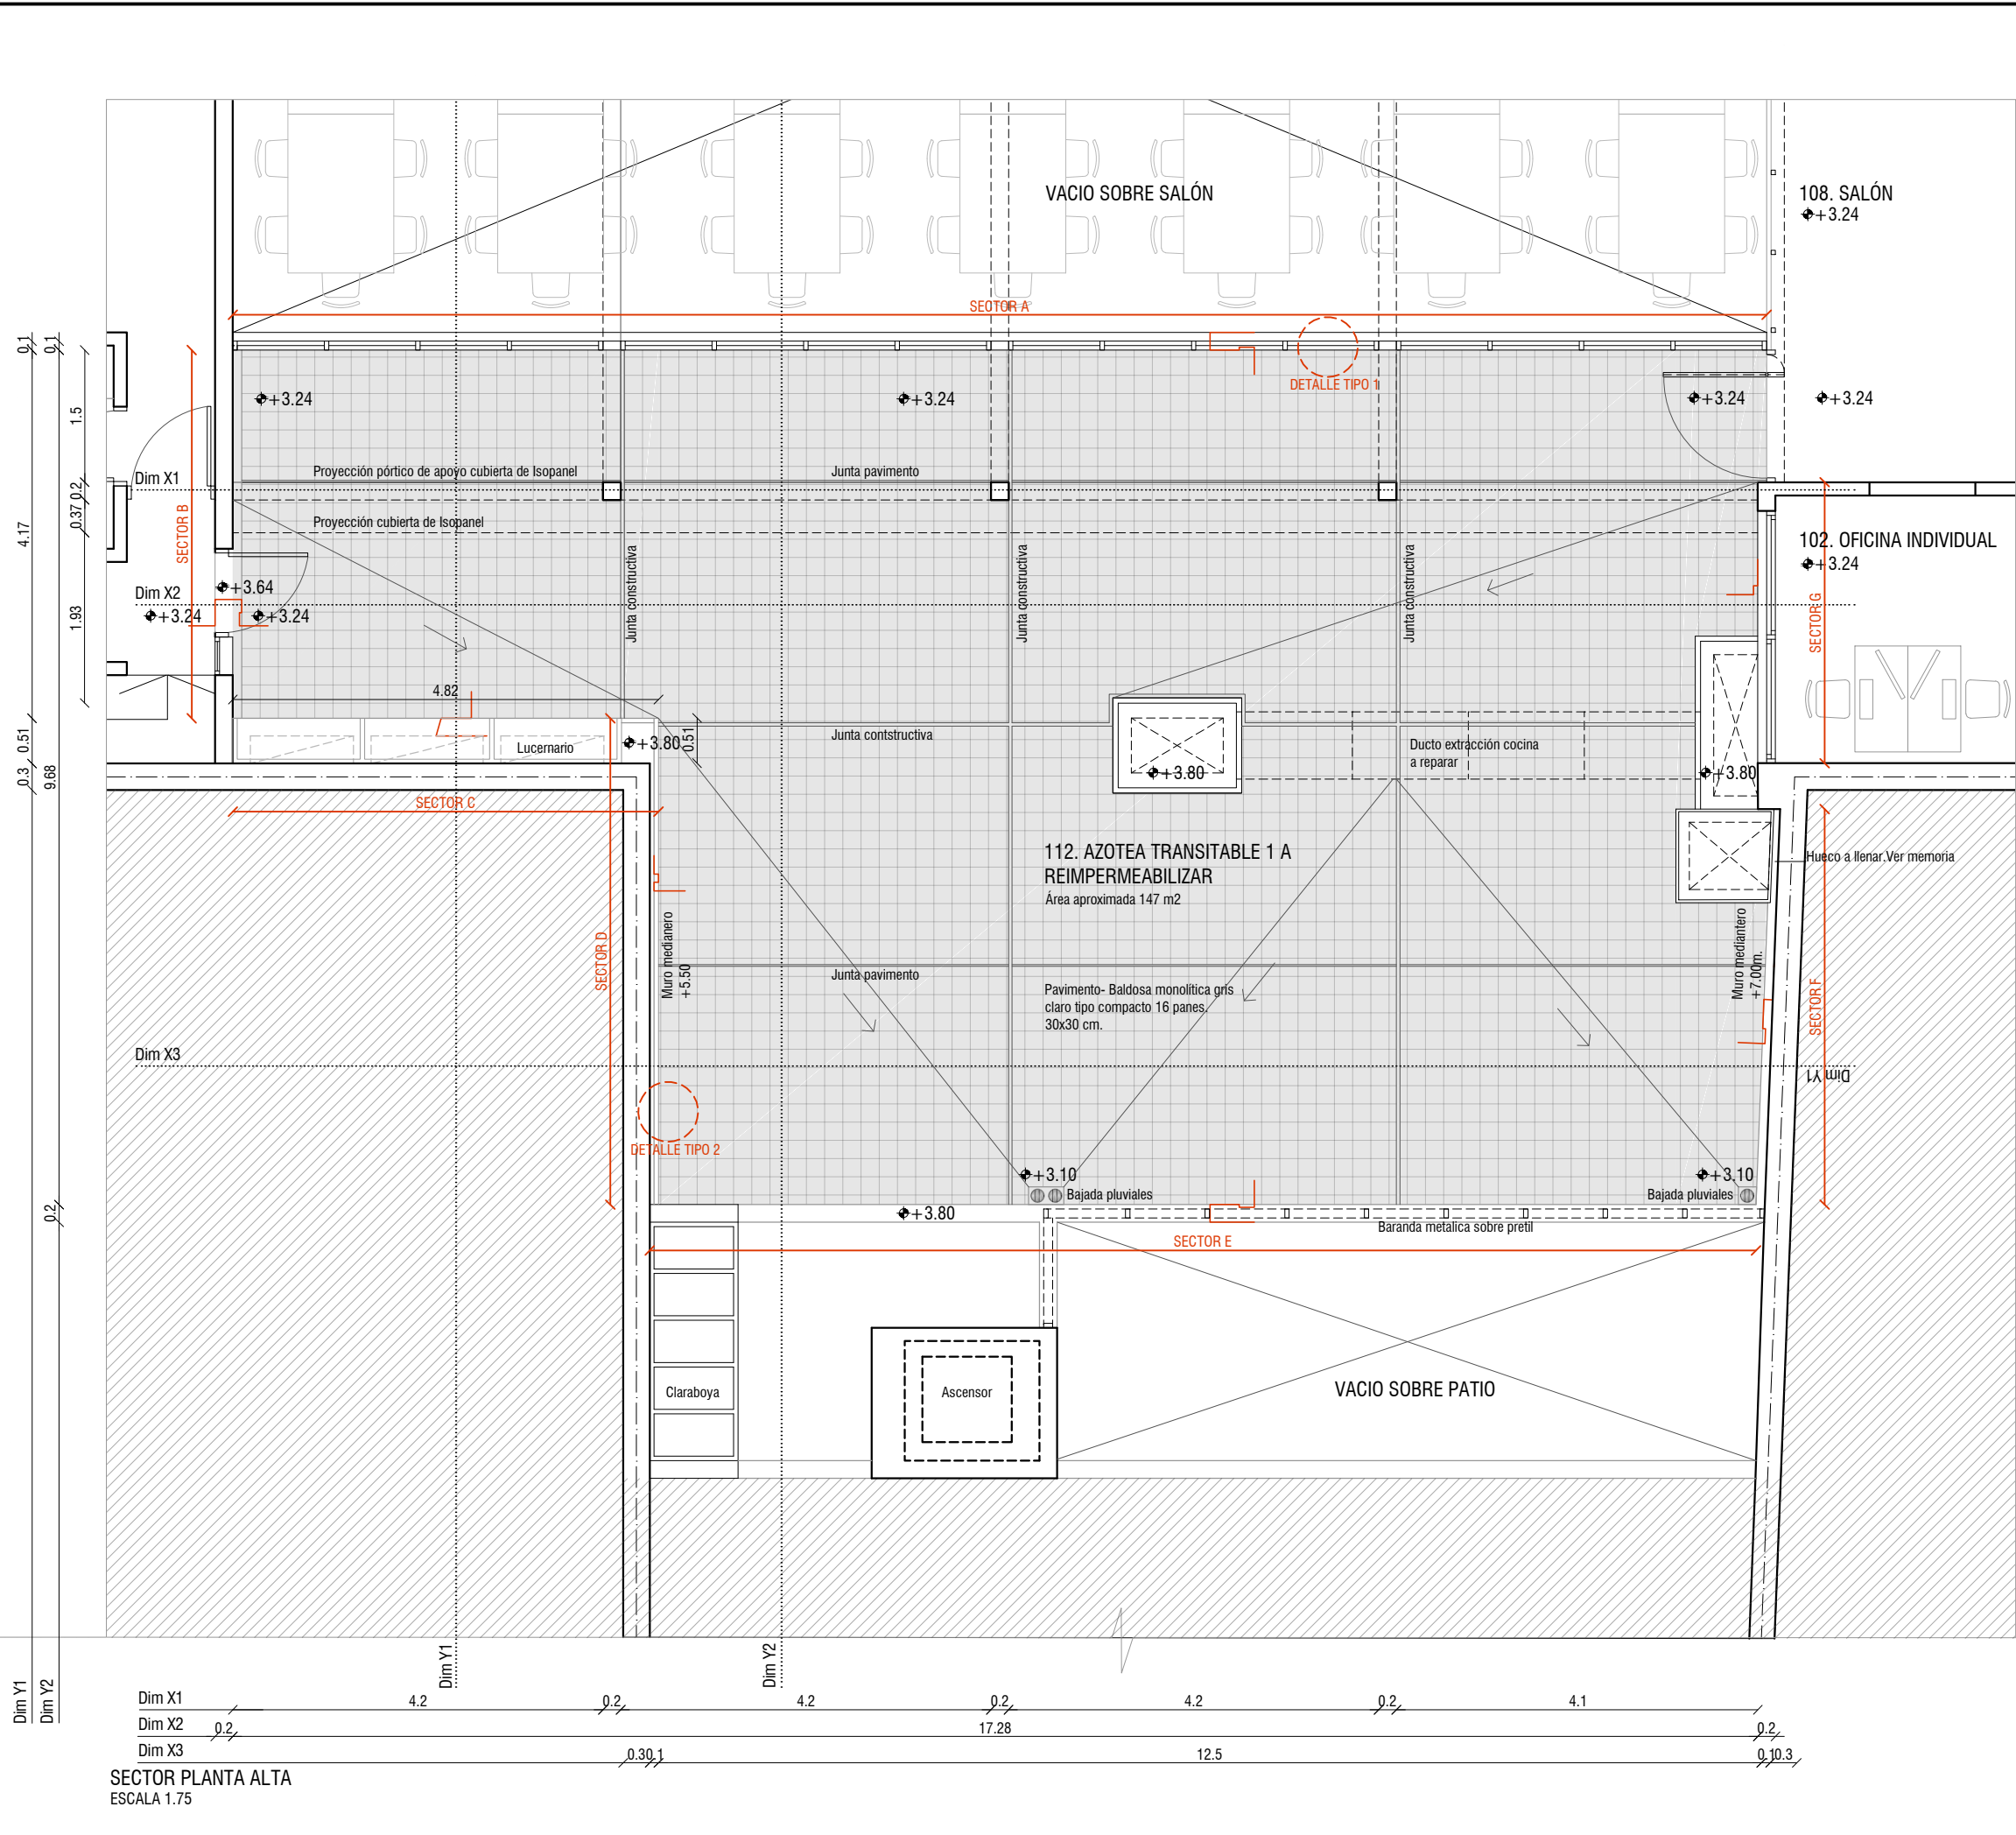 VACIO SOBRE SALÓN
108. SALÓN
+3.24
SECTOR A
0.1
0.1
DETALLE TIPO 1
+3.24
+3.24
+3.24
+3.24
1.5
Proyección pórtico de apoyo cubierta de Isopanel
Junta pavimento
Dim X1
0.2
0.37
4.17
SECTOR B
Proyección cubierta de Isopanel
102. OFICINA INDIVIDUAL
+3.24
Junta constructiva
Junta constructiva
Junta constructiva
+3.64
Dim X2
+3.24
+3.24
1.93
SECTOR G
4.82
0.51
0.3
9.68
Lucernario
+3.80
0.51
Junta contstructiva
Ducto extracción cocina
a reparar
+3.80
+3.80
SECTOR C
112. AZOTEA TRANSITABLE 1 A
REIMPERMEABILIZAR
Área aproximada 147 m2
Hueco a llenar.Ver memoria
SECTOR D
Muro medianero
+5.50
Junta pavimento
Pavimento- Baldosa monolítica gris
claro tipo compacto 16 panes.
30x30 cm.
Muro mediantero
+7.00m.
SECTOR F
Dim X3
Dim Y1
DETALLE TIPO 2
+3.10
Bajada pluviales
+3.10
Bajada pluviales
0.2
+3.80
Baranda metalica sobre pretil
SECTOR E
Claraboya
Ascensor
VACIO SOBRE PATIO
Dim Y1
Dim Y2
Dim Y1
Dim Y2
Dim X1
4.2
0.2
4.2
0.2
4.2
0.2
4.1
Dim X2
0.2
17.28
0.2
Dim X3
0.3
0.1
12.5
0.1
0.3
SECTOR PLANTA ALTA
ESCALA 1.75